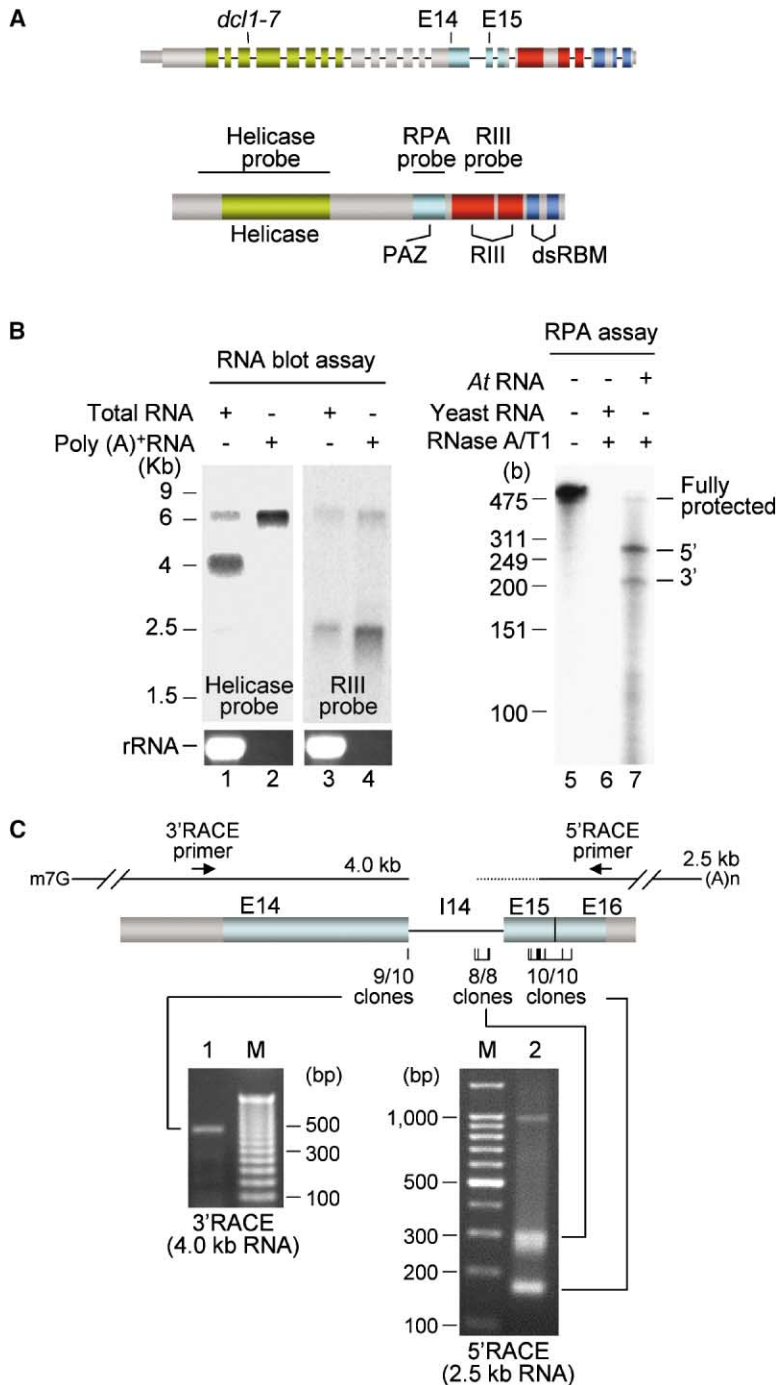 A
dcl1-7 E14 E15
Helicase probe RPA probe RIII probe
Helicase
PAZ RIII dsRBM
B
RNA blot assay
Total RNA + - + -
Poly (A)+RNA - + - +
(Kb)
9
6
4
2.5
1.5
Helicase probe RIII probe
rRNA
1 2 3 4
RPA assay
At RNA - - +
Yeast RNA - + -
RNase A/T1 - + +
(b)
475
311
249
200
151
100
Fully protected
5'
3'
5 6 7
C
3'RACE primer 5'RACE primer
m7G 4.0 kb 2.5 kb
(A)n
E14 I14 E15 E16
9/10 clones 8/8 clones 10/10 clones
1 M
(bp)
500
300
100
3'RACE
(4.0 kb RNA)
(bp) M 2
1,000
500
300
200
100
5'RACE
(2.5 kb RNA)